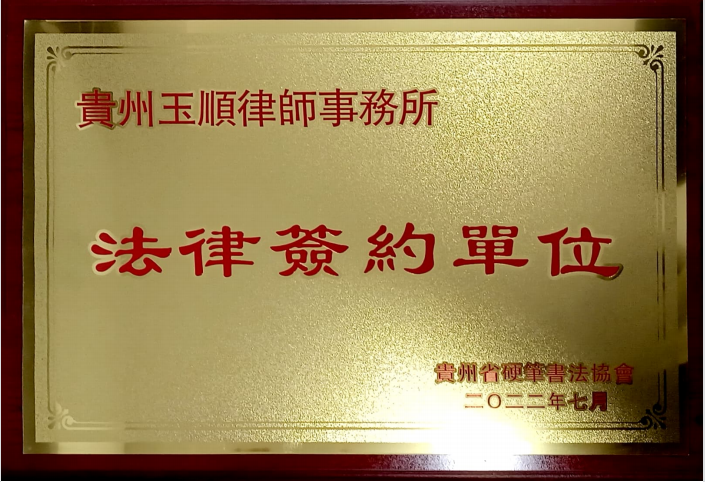 貴州玉順律師事務所
法律簽約單位
貴州省硬筆書法協會
二〇二二年七月